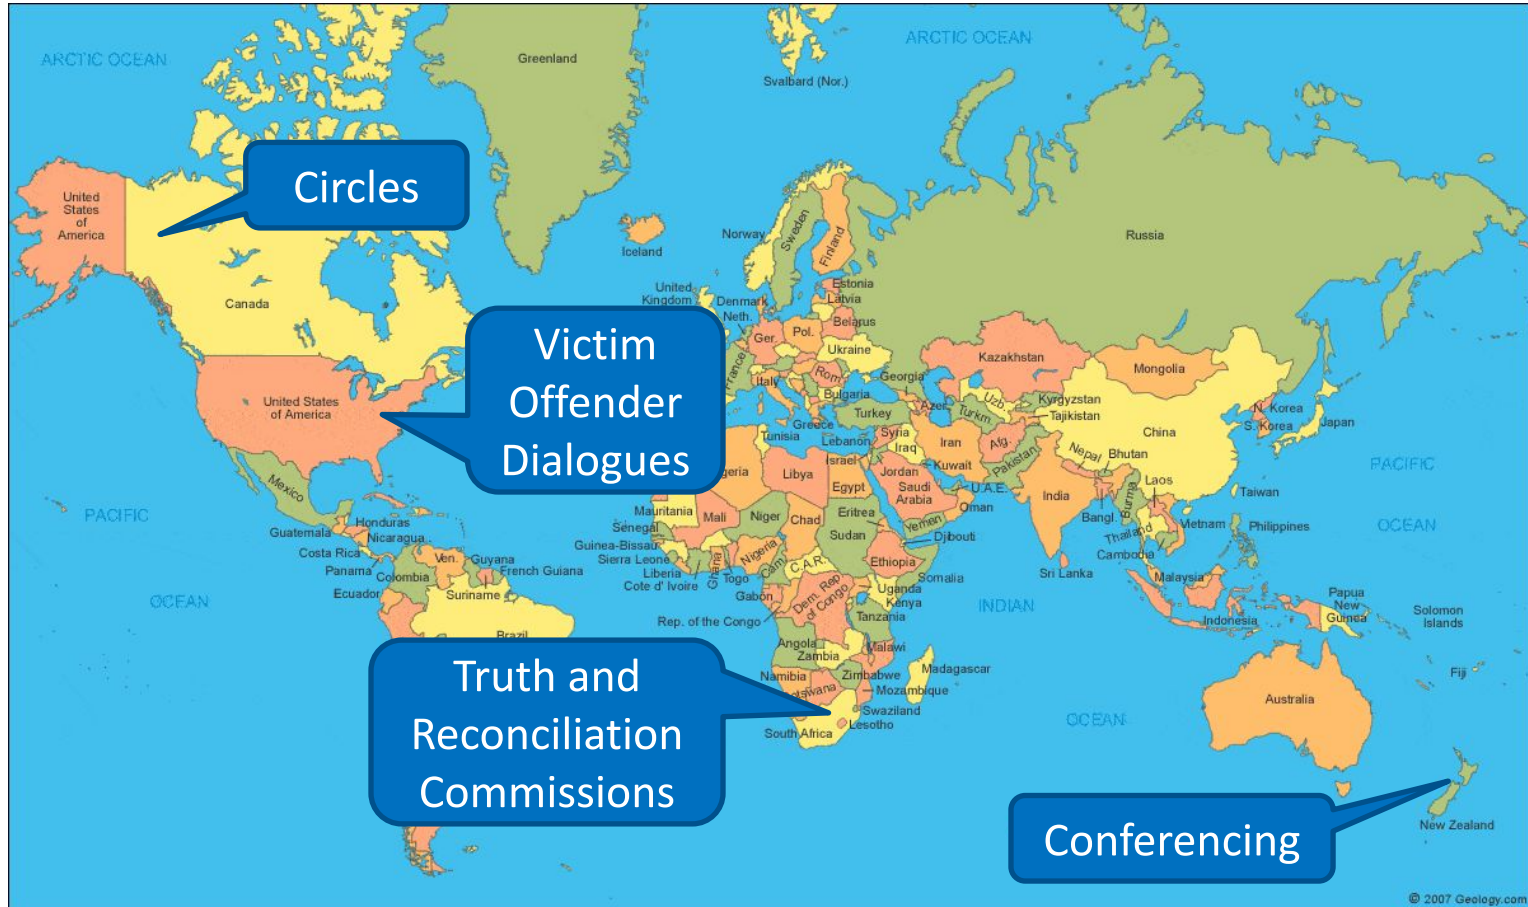 ARCTIC OCEAN
Greenland
Svalbard (Nor.)
ARCTIC OCEAN
Circles
United
States
of
America
Canada
Iceland
Norway
Sweden
Finland
Russia
United
Kingdom
Denmark
Neth.
Estonia
Latvia
Belarus
Ger.
Pol.
Ukraine
France
Italy
Rom.
Bulgaria
Greece
Georgia
Azer.
Turkey
Kazakhstan
Mongolia
Uzb.
Turkm.
Kyrgyzstan
Tajikistan
Victim
Offender
Dialogues
United States
of America
Mexico
Tunisia
Lebanon
Syria
Israel
Iraq
Iran
Afg.
Pakistan
Jordan
Kuwait
Saudi
Arabia
U.A.E.
Oman
Yemen
China
N. Korea
S. Korea
Japan
Nepal
Bhutan
India
Bangl.
Burma
Laos
Thailand
Vietnam
Cambodia
Taiwan
Philippines
Sri Lanka
Malaysia
Indonesia
PACIFIC
OCEAN
PACIFIC
OCEAN
Guatemala
Honduras
Nicaragua
Costa Rica
Panama
Colombia
Ven.
Guyana
French Guiana
Suriname
Ecuador
Brazil
geria
Libya
Egypt
Mauritania
Mali
Niger
Chad
Sudan
Eritrea
Djibouti
Ethiopia
Somalia
Senegal
Guinea-Bissau
Sierra Leone
Liberia
Cote d' Ivoire
Ghana
Togo
Nigeria
Cam.
C.A.R.
Gabon
Rep. of the Congo
Dem. Rep.
of Congo
Uganda
Kenya
Tanzania
INDIAN
OCEAN
Papua
New
Guinea
Solomon
Islands
Fiji
Truth and
Reconciliation
Commissions
Angola
Zambia
Malawi
Namibia
otswana
Zimbabwe
Mozambique
Madagascar
Swaziland
Lesotho
South Africa
Australia
Conferencing
New Zealand
© 2007 Geology.com